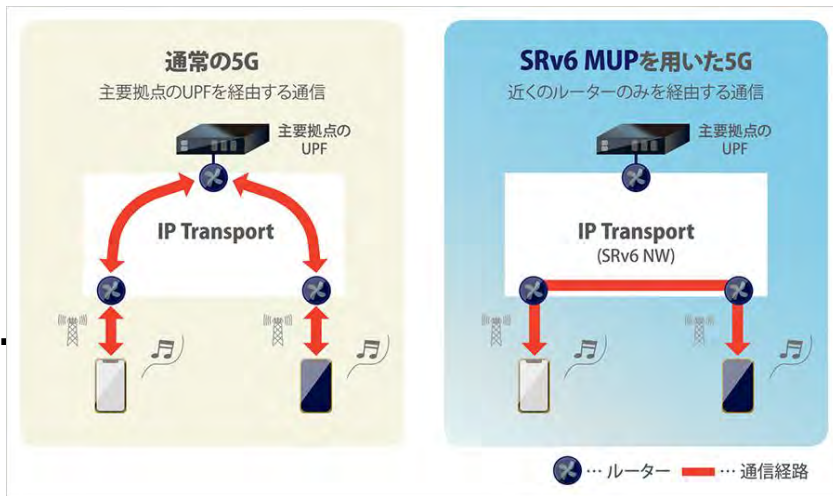 通常の5G
主要拠点のUPFを経由する通信
主要拠点の
UPF
IP Transport
SRv6 MUPを用いた5G
近くのルーターのみを経由する通信
主要拠点の
UPF
IP Transport
(SRv6 NW)
… ルーター
… 通信経路